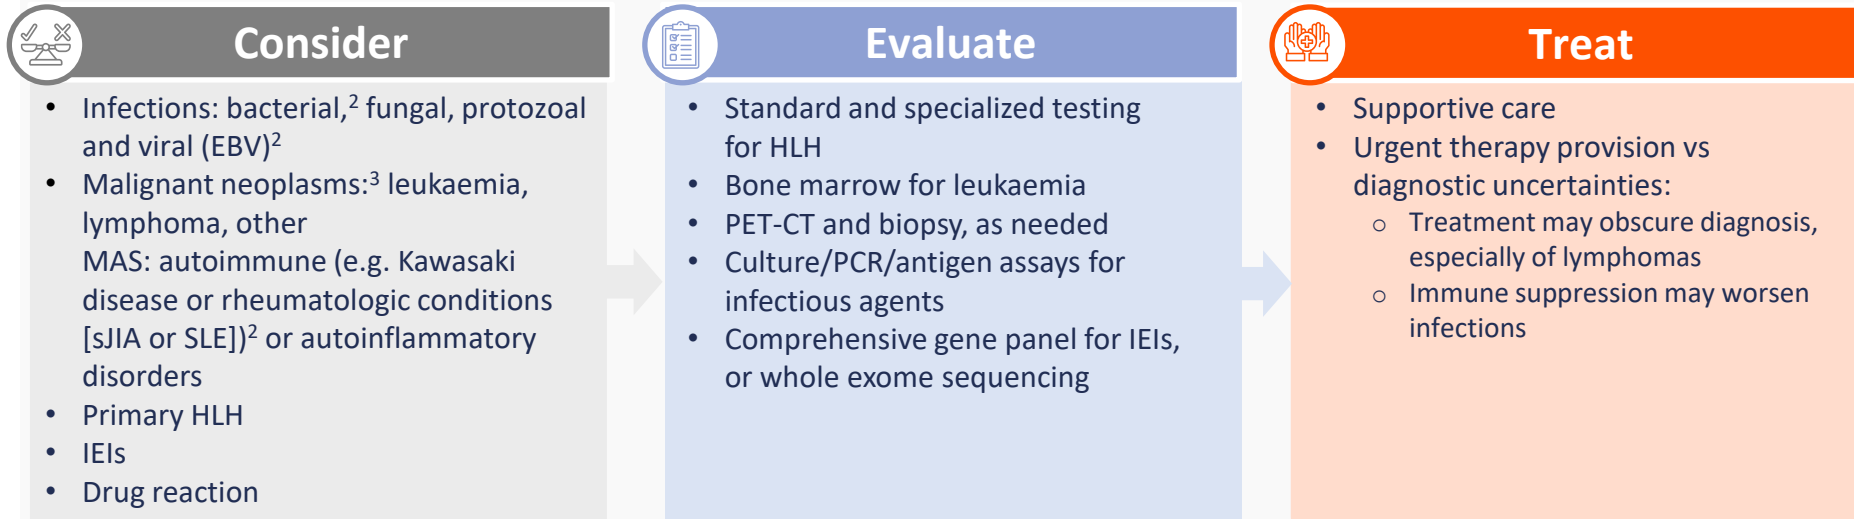 Consider
• Infections: bacterial,² fungal, protozoal
and viral (EBV)²
• Malignant neoplasms:³ leukaemia,
lymphoma, other
MAS: autoimmune (e.g. Kawasaki
disease or rheumatologic conditions
[sJIA or SLE])² or autoinflammatory
disorders
• Primary HLH
• IEIs
• Drug reaction
Evaluate
• Standard and specialized testing
for HLH
• Bone marrow for leukaemia
• PET-CT and biopsy, as needed
• Culture/PCR/antigen assays for
infectious agents
• Comprehensive gene panel for IEIs,
or whole exome sequencing
Treat
• Supportive care
• Urgent therapy provision vs
diagnostic uncertainties:
o Treatment may obscure diagnosis,
especially of lymphomas
o Immune suppression may worsen
infections